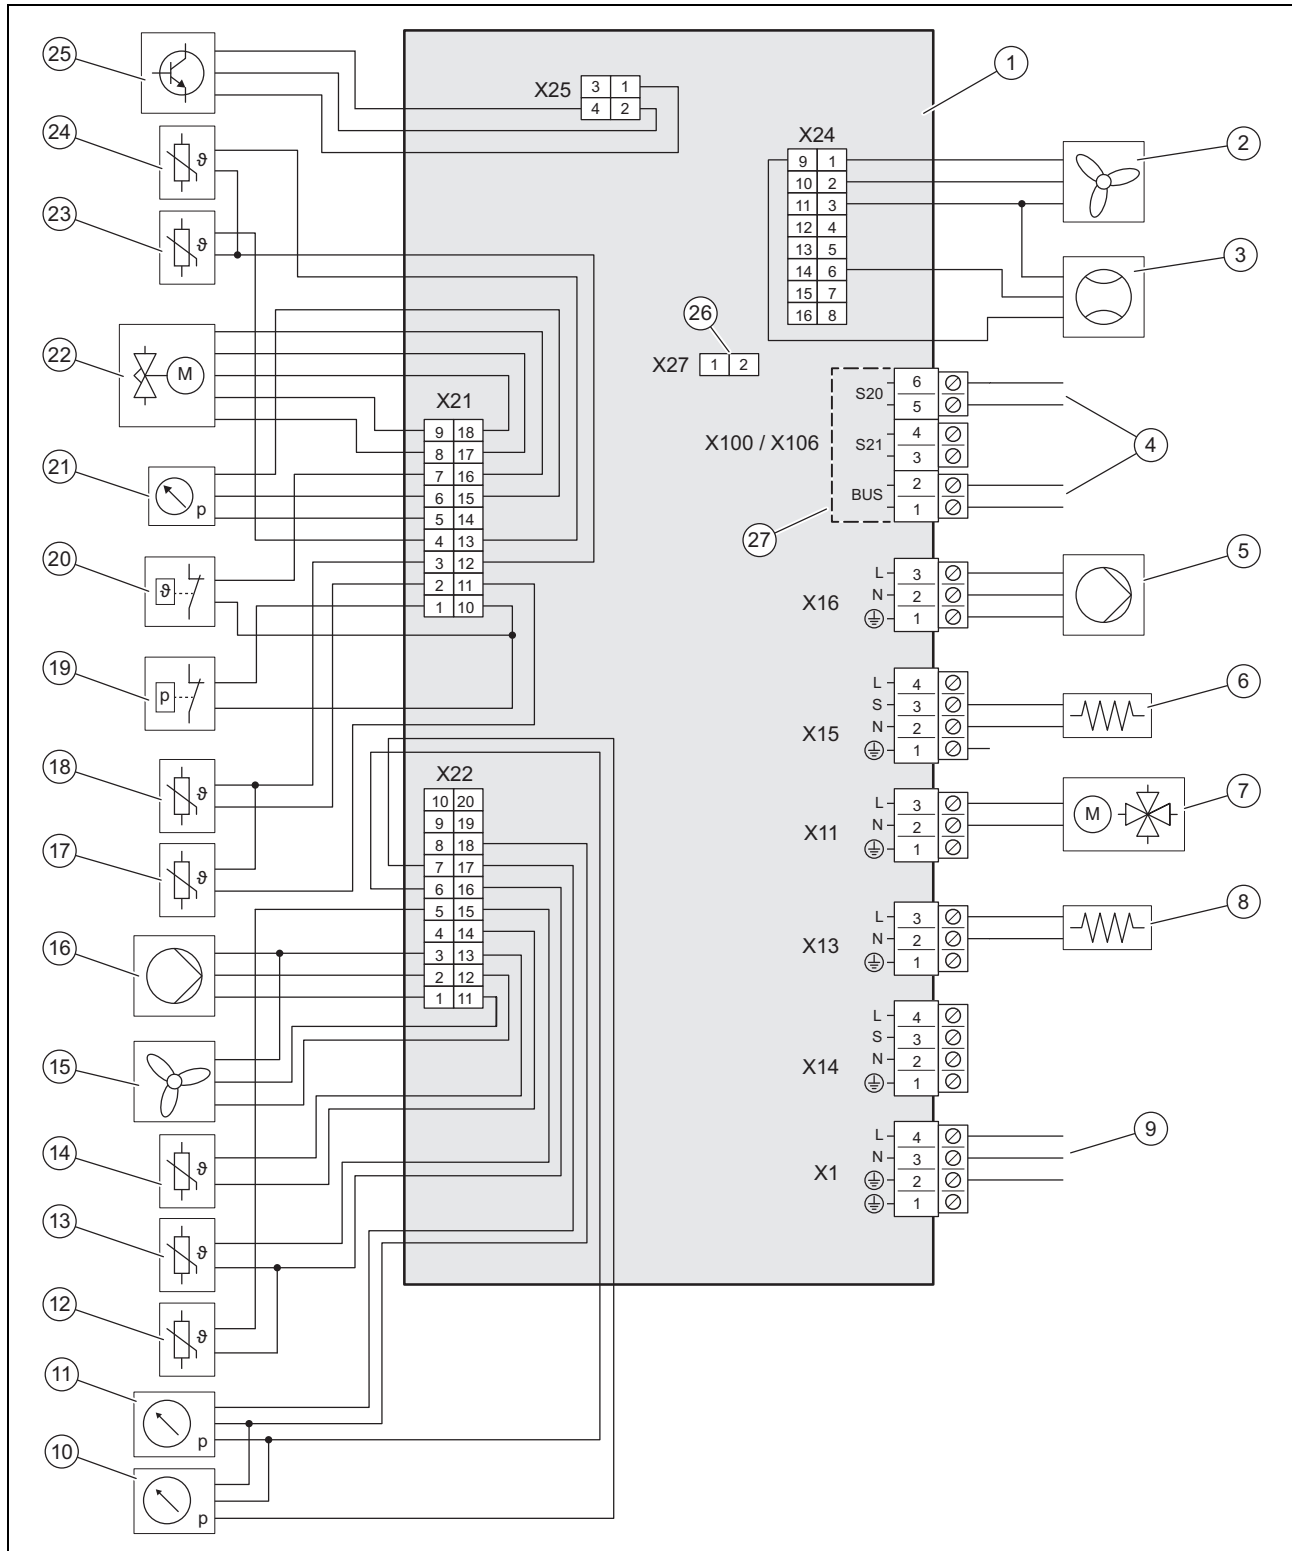 25
X25
3 1
4 2
1
24
ϑ
X24
9 1
10 2
11 3
12 4
13 5
14 6
15 7
16 8
2
23
ϑ
3
26
X27
1 2
22
M
X21
9 18
8 17
7 16
6 15
5 14
4 13
3 12
2 11
1 10
X100 / X106
S20
S21
BUS
6
5
4
3
2
1
4
21
p
27
20
ϑ
X16
L
N
3
2
1
5
19
p
X15
L
S
N
4
3
2
1
6
18
ϑ
X22
10 20
9 19
8 18
7 17
6 16
5 15
4 14
3 13
2 12
1 11
X11
L
N
3
2
1
M
7
17
ϑ
X13
L
N
3
2
1
8
16
15
X14
L
S
N
4
3
2
1
14
ϑ
X1
L
N
4
3
2
1
9
13
ϑ
12
ϑ
11
p
10
p